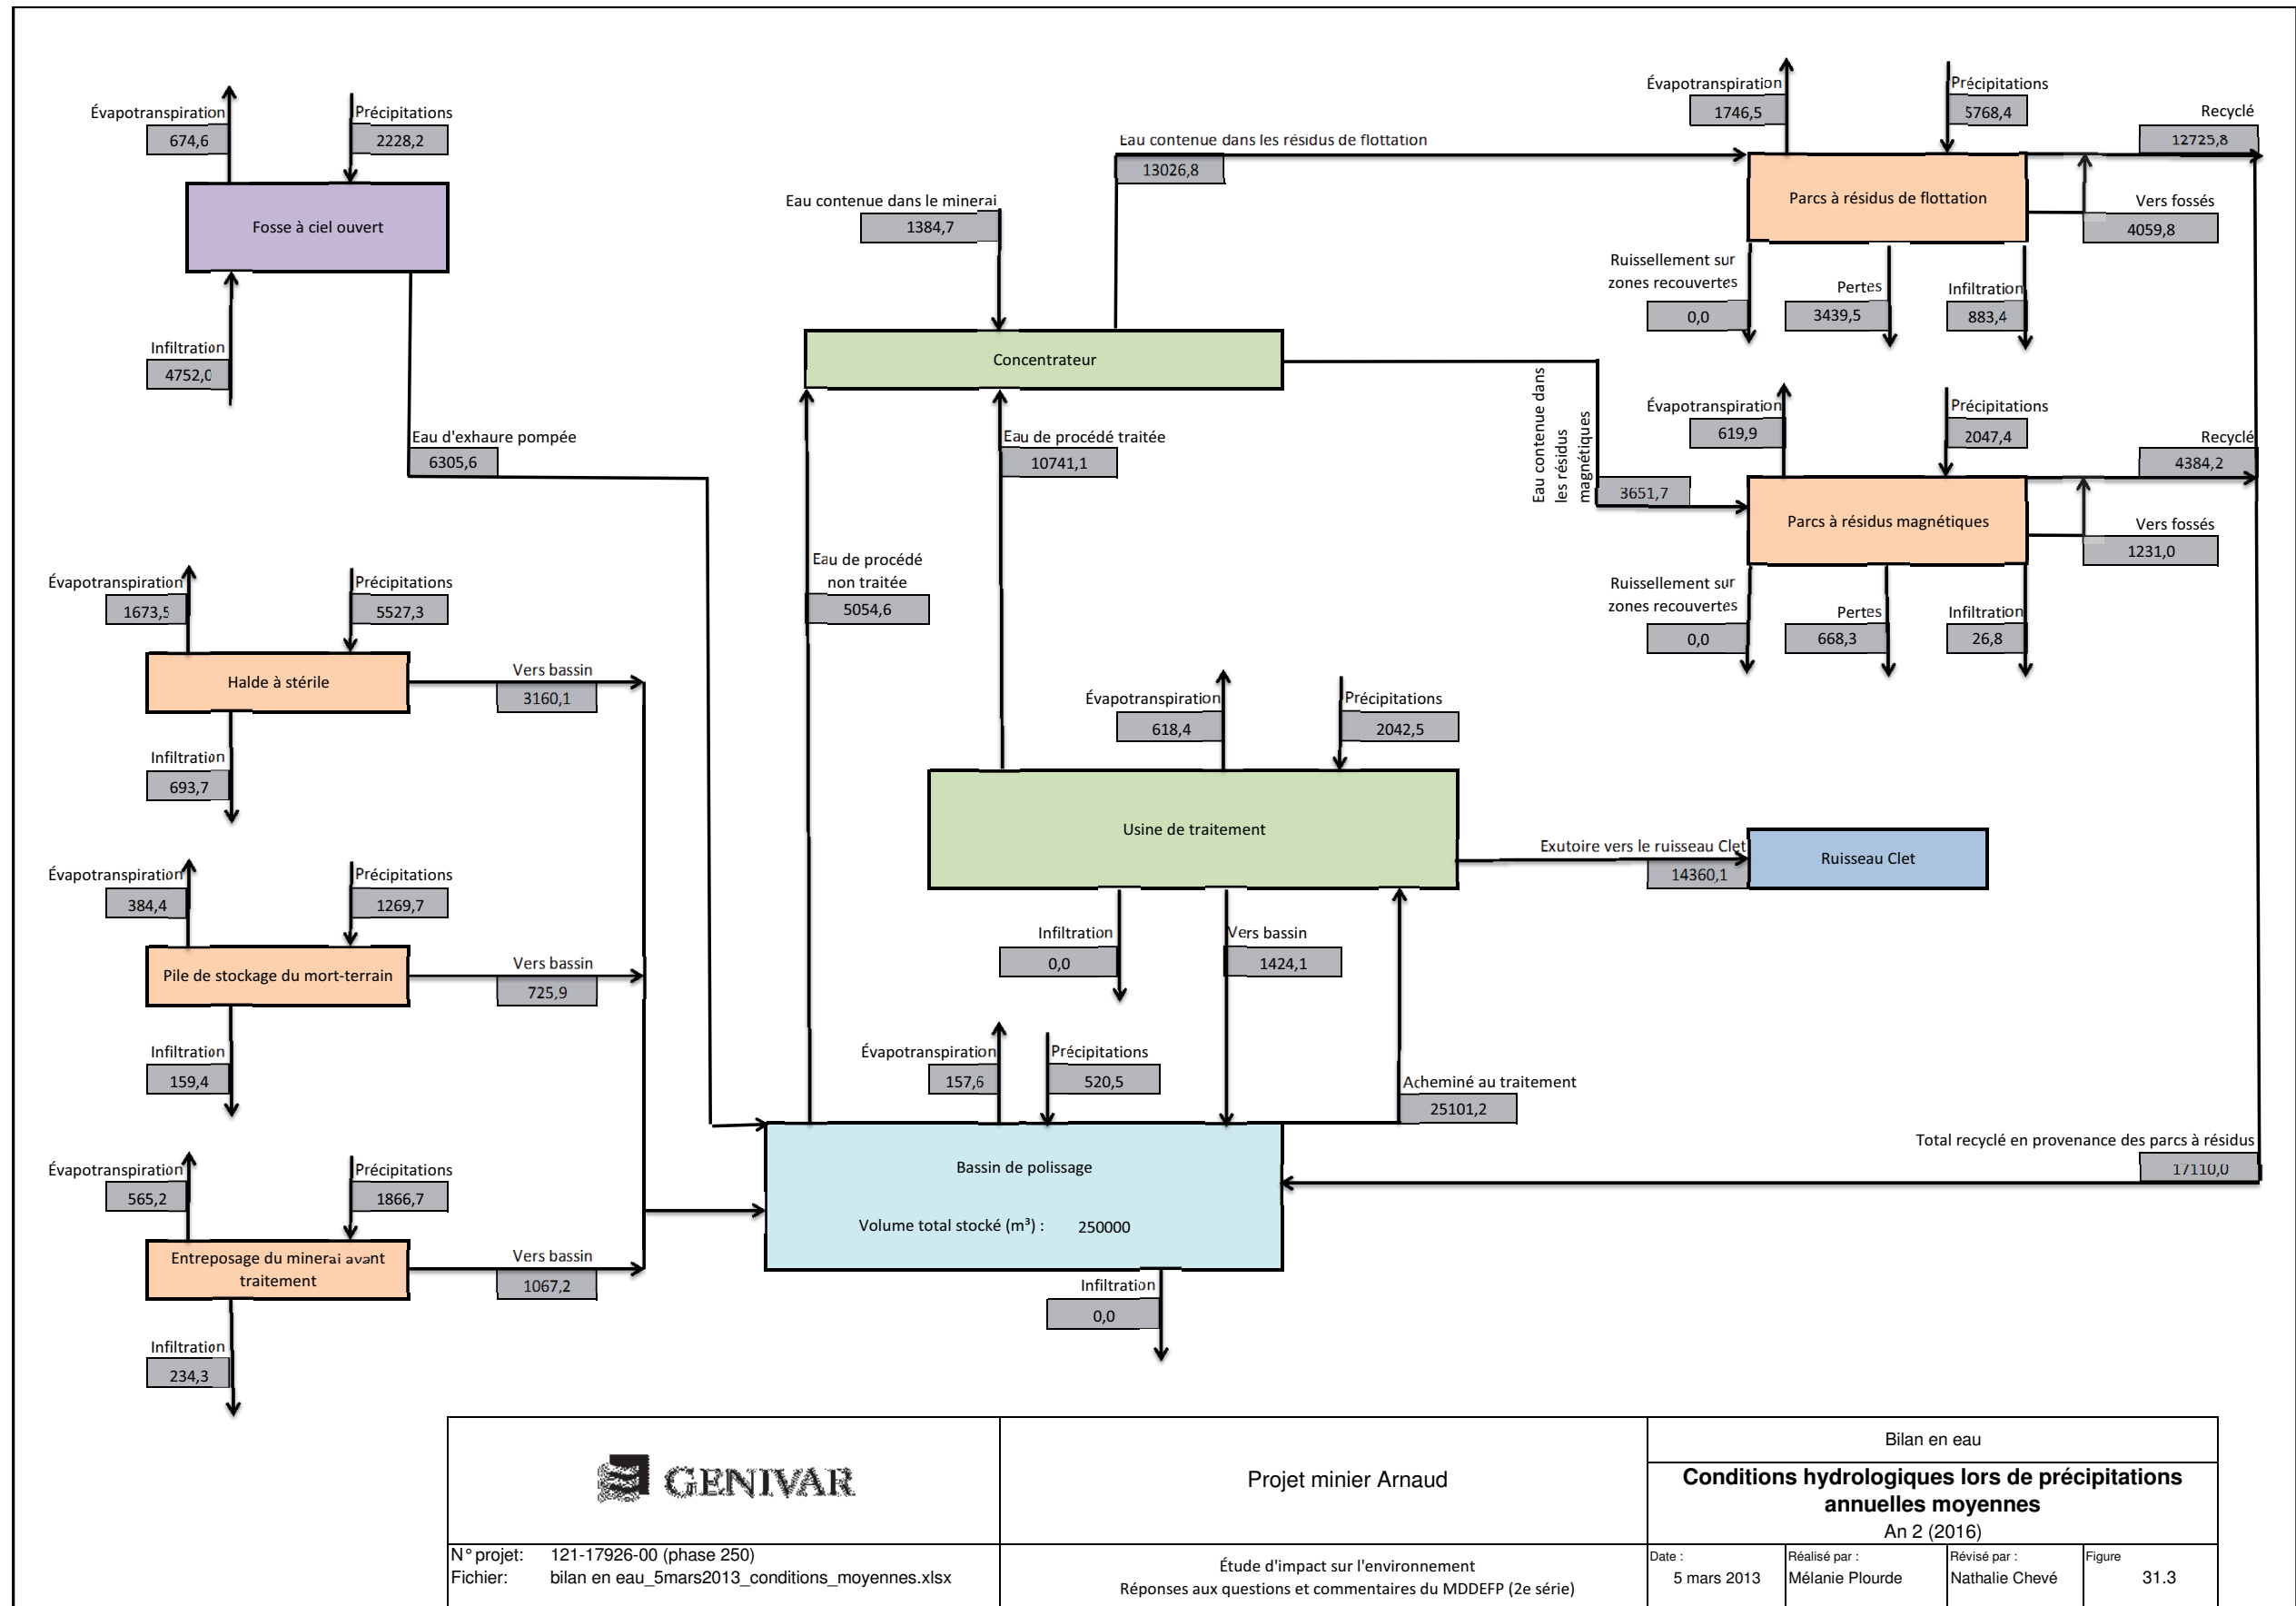 Évapotranspiration
674,6
Précipitations
2228,2
Fosse à ciel ouvert
Infiltration
4752,0
Eau d'exhaure pompée
6305,6
Évapotranspiration
1673,5
Précipitations
5527,3
Halde à stérile
Vers bassin
3160,1
Infiltration
693,7
Évapotranspiration
384,4
Précipitations
1269,7
Pile de stockage du mort-terrain
Vers bassin
725,9
Infiltration
159,4
Évapotranspiration
565,2
Précipitations
1866,7
Entreposage du minerai avant
traitement
Vers bassin
1067,2
Infiltration
234,3
Eau contenue dans le minerai
1384,7
Eau contenue dans les résidus de flottation
13026,8
Concentrateur
Eau de procédé traitée
10741,1
Eau de procédé
non traitée
5054,6
Eau contenue dans
les résidus
magnétiques
3651,7
Évapotranspiration
618,4
Précipitations
2042,5
Usine de traitement
Exutoire vers le ruisseau Clet
14360,1
Ruisseau Clet
Infiltration
0,0
Vers bassin
1424,1
Évapotranspiration
157,6
Précipitations
520,5
Acheminé au traitement
25101,2
Bassin de polissage
Volume total stocké (m³) : 250000
Infiltration
0,0
Évapotranspiration
1746,5
Précipitations
5768,4
Recyclé
12725,8
Parcs à résidus de flottation
Vers fossés
4059,8
Ruissellement sur
zones recouvertes
0,0
Pertes
3439,5
Infiltration
883,4
Évapotranspiration
619,9
Précipitations
2047,4
Recyclé
4384,2
Parcs à résidus magnétiques
Vers fossés
1231,0
Ruissellement sur
zones recouvertes
0,0
Pertes
668,3
Infiltration
26,8
Total recyclé en provenance des parcs à résidus
17110,0
GENIVAR
N° projet: 121-17926-00 (phase 250)
Fichier: bilan en eau_5mars2013_conditions_moyennes.xlsx
Projet minier Arnaud
Étude d'impact sur l'environnement
Réponses aux questions et commentaires du MDDEFP (2e série)
Bilan en eau
Conditions hydrologiques lors de précipitations
annuelles moyennes
An 2 (2016)
Date :
5 mars 2013
Réalisé par :
Mélanie Plourde
Révisé par :
Nathalie Chevé
Figure
31.3